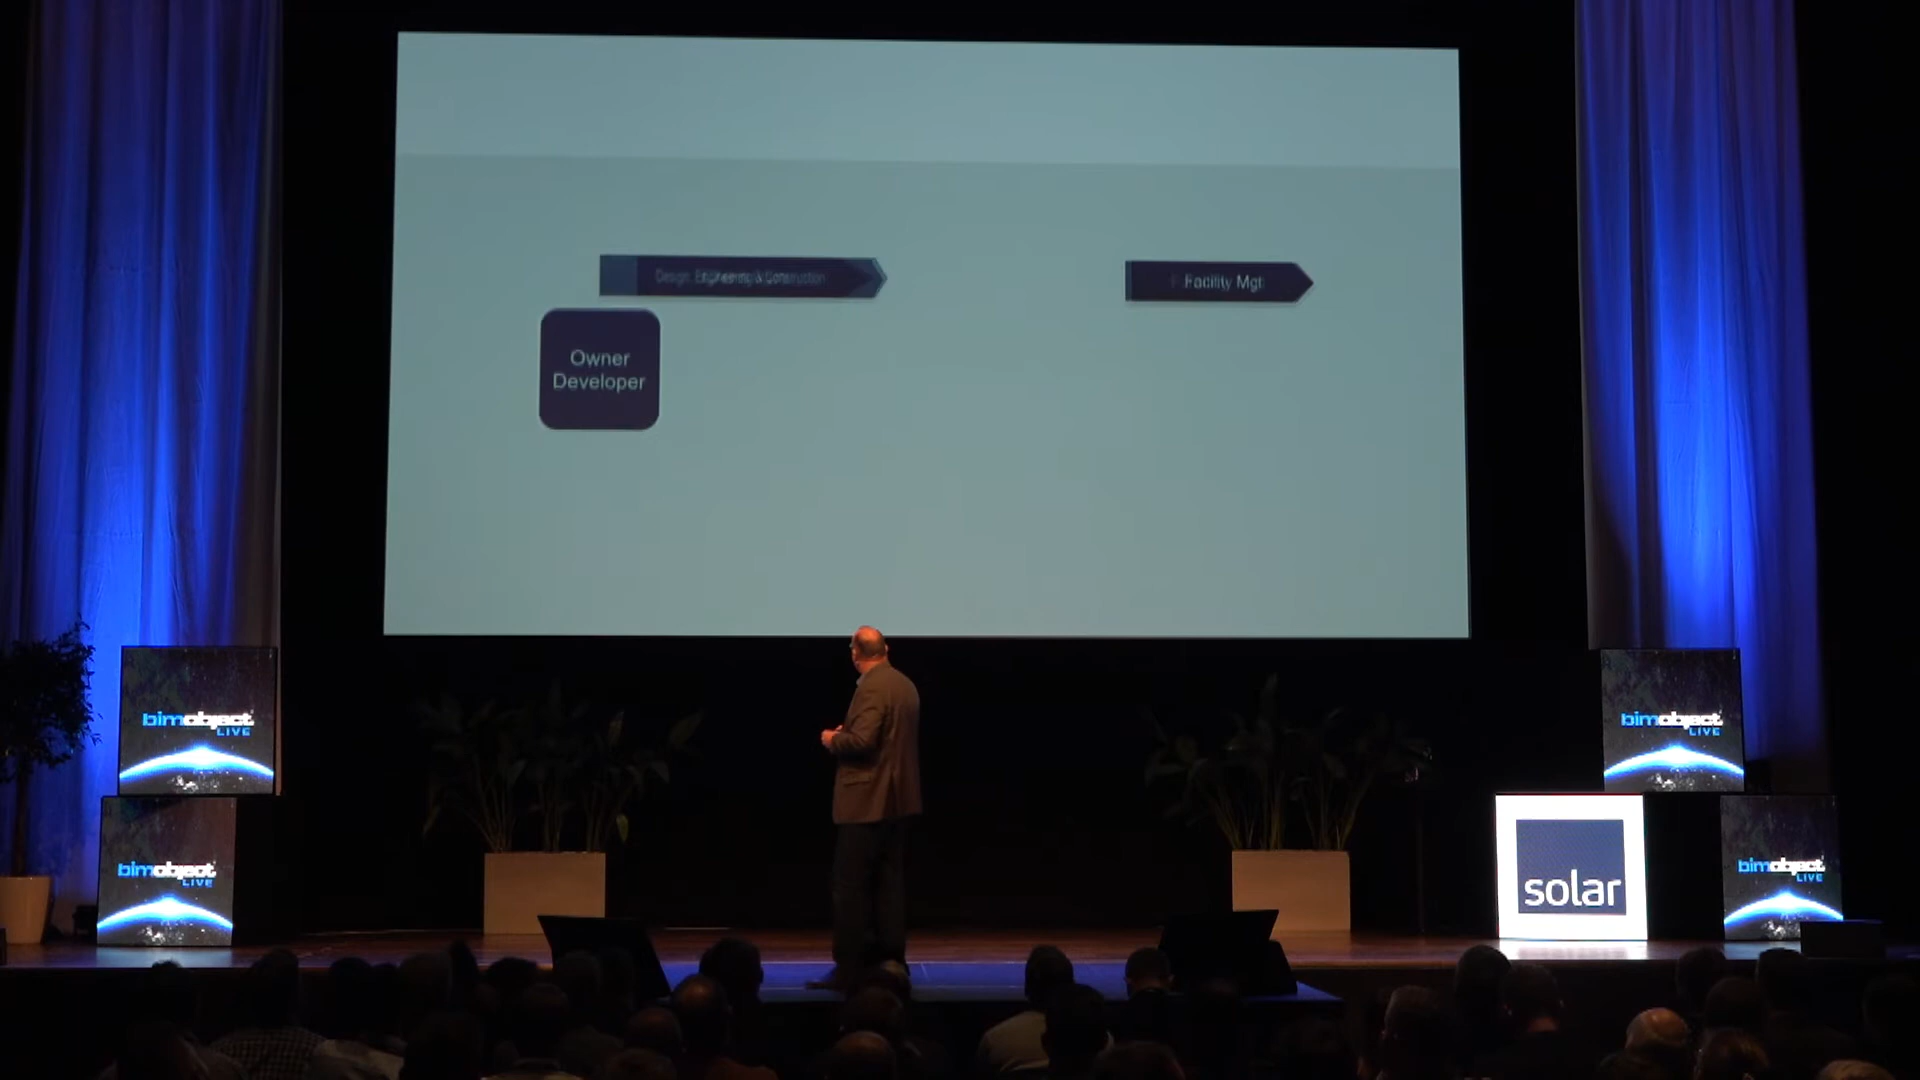 Design Engineering & Construction
Facility Mgt
Owner
Developer
bimobject
LIVE
bimobject
LIVE
bimobject
LIVE
solar
bimobject
LIVE